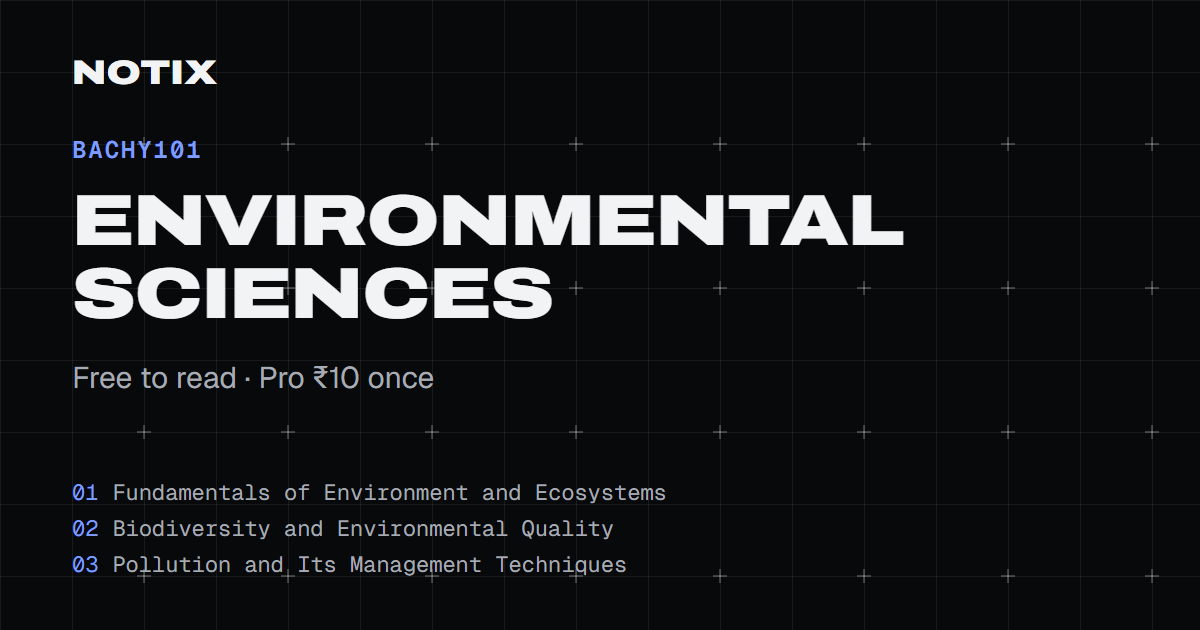 NOTIX
BACHY101
ENVIRONMENTAL
SCIENCES
Free to read · Pro ₹10 once
01 Fundamentals of Environment and Ecosystems
02 Biodiversity and Environmental Quality
03 Pollution and Its Management Techniques